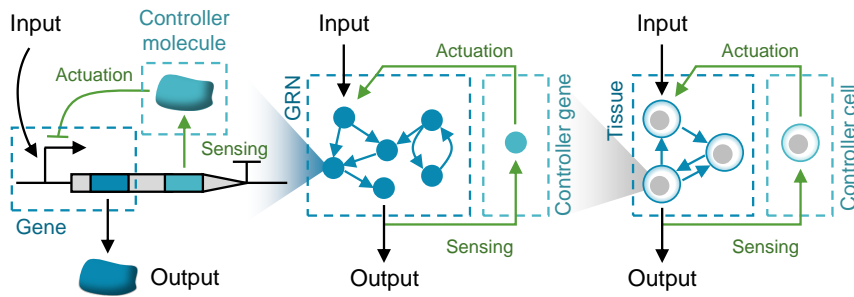 Input
Controller
molecule
Actuation
Sensing
Gene
Output
Input
Actuation
GRN
Controller gene
Sensing
Output
Input
Actuation
Tissue
Controller cell
Sensing
Output